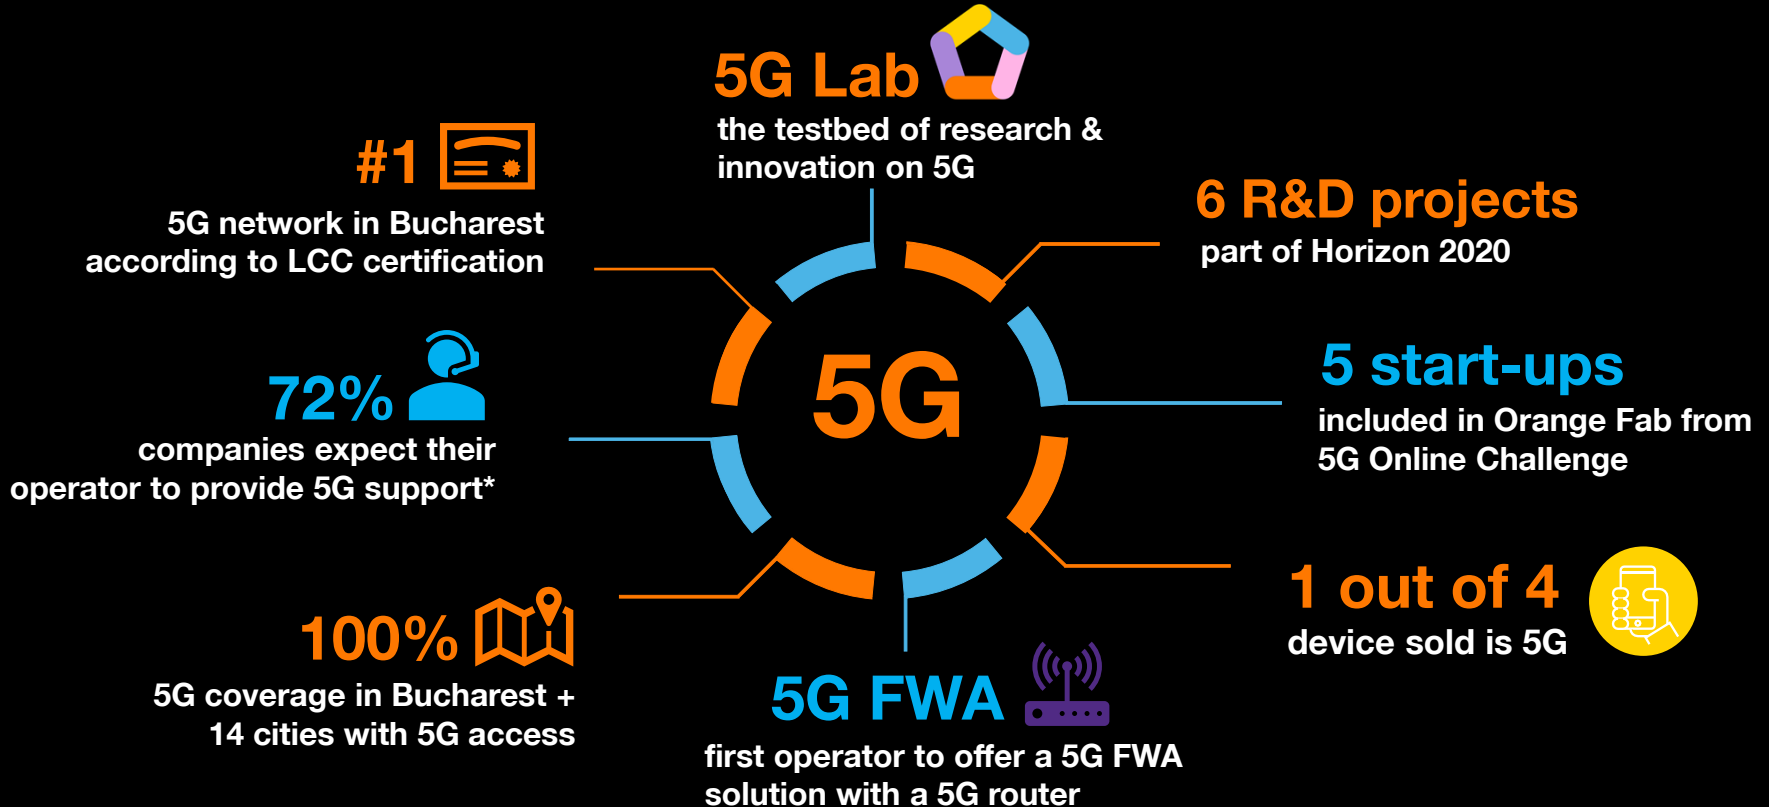 5G Lab
the testbed of research &
innovation on 5G
#1
5G network in Bucharest
according to LCC certification
6 R&D projects
part of Horizon 2020
72%
companies expect their
operator to provide 5G support*
5G
5 start-ups
included in Orange Fab from
5G Online Challenge
100%
5G coverage in Bucharest +
14 cities with 5G access
1 out of 4
device sold is 5G
5G FWA
first operator to offer a 5G FWA
solution with a 5G router